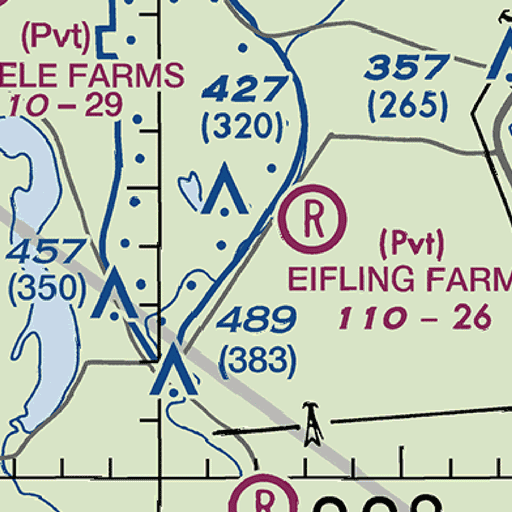 (Pvt)
ELE FARMS
10 – 29
427
(320)
357
(265)
R
(Pvt)
EIFLING FARM
110 – 26
457
(350)
489
(383)
R